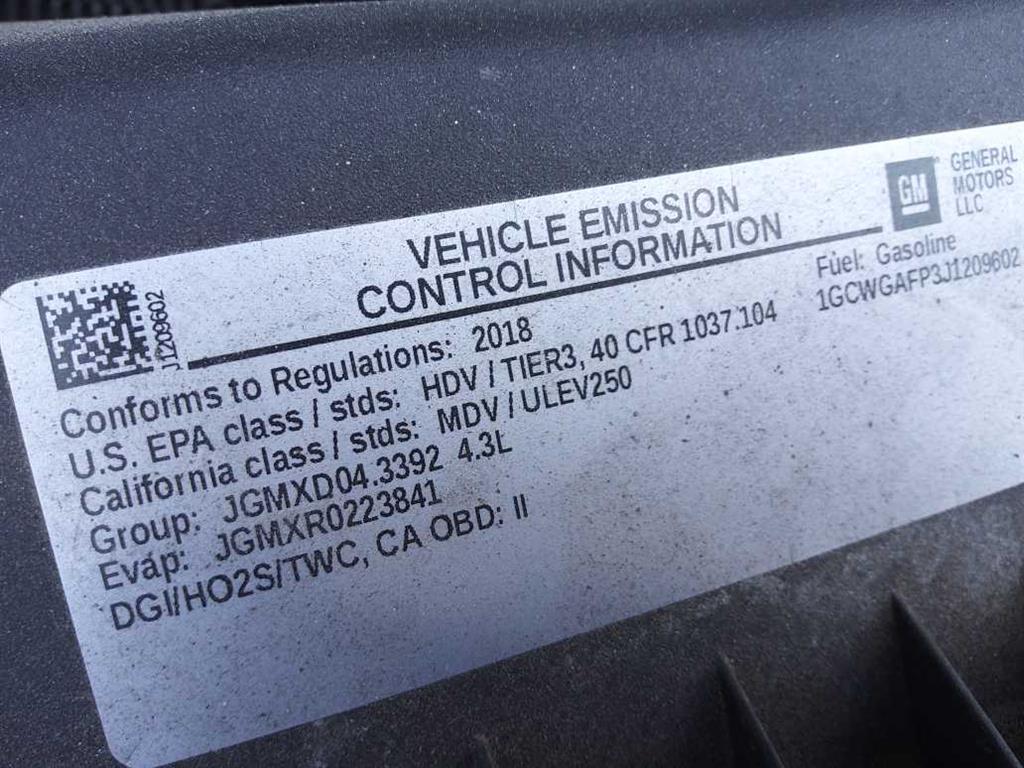 GM
GENERAL
MOTORS
LLC
VEHICLE EMISSION
CONTROL INFORMATION
J1209602
Fuel: Gasoline
Conforms to Regulations: 2018
1GCWGAFP3J1209602
U.S. EPA class / stds: HDV / TIER3, 40 CFR 1037.104
California class / stds: MDV / ULEV250
Group: JGMXD04.3392 4.3L
Evap: JGMXR0223841
DGI/HO2S/TWC, CA OBD: II